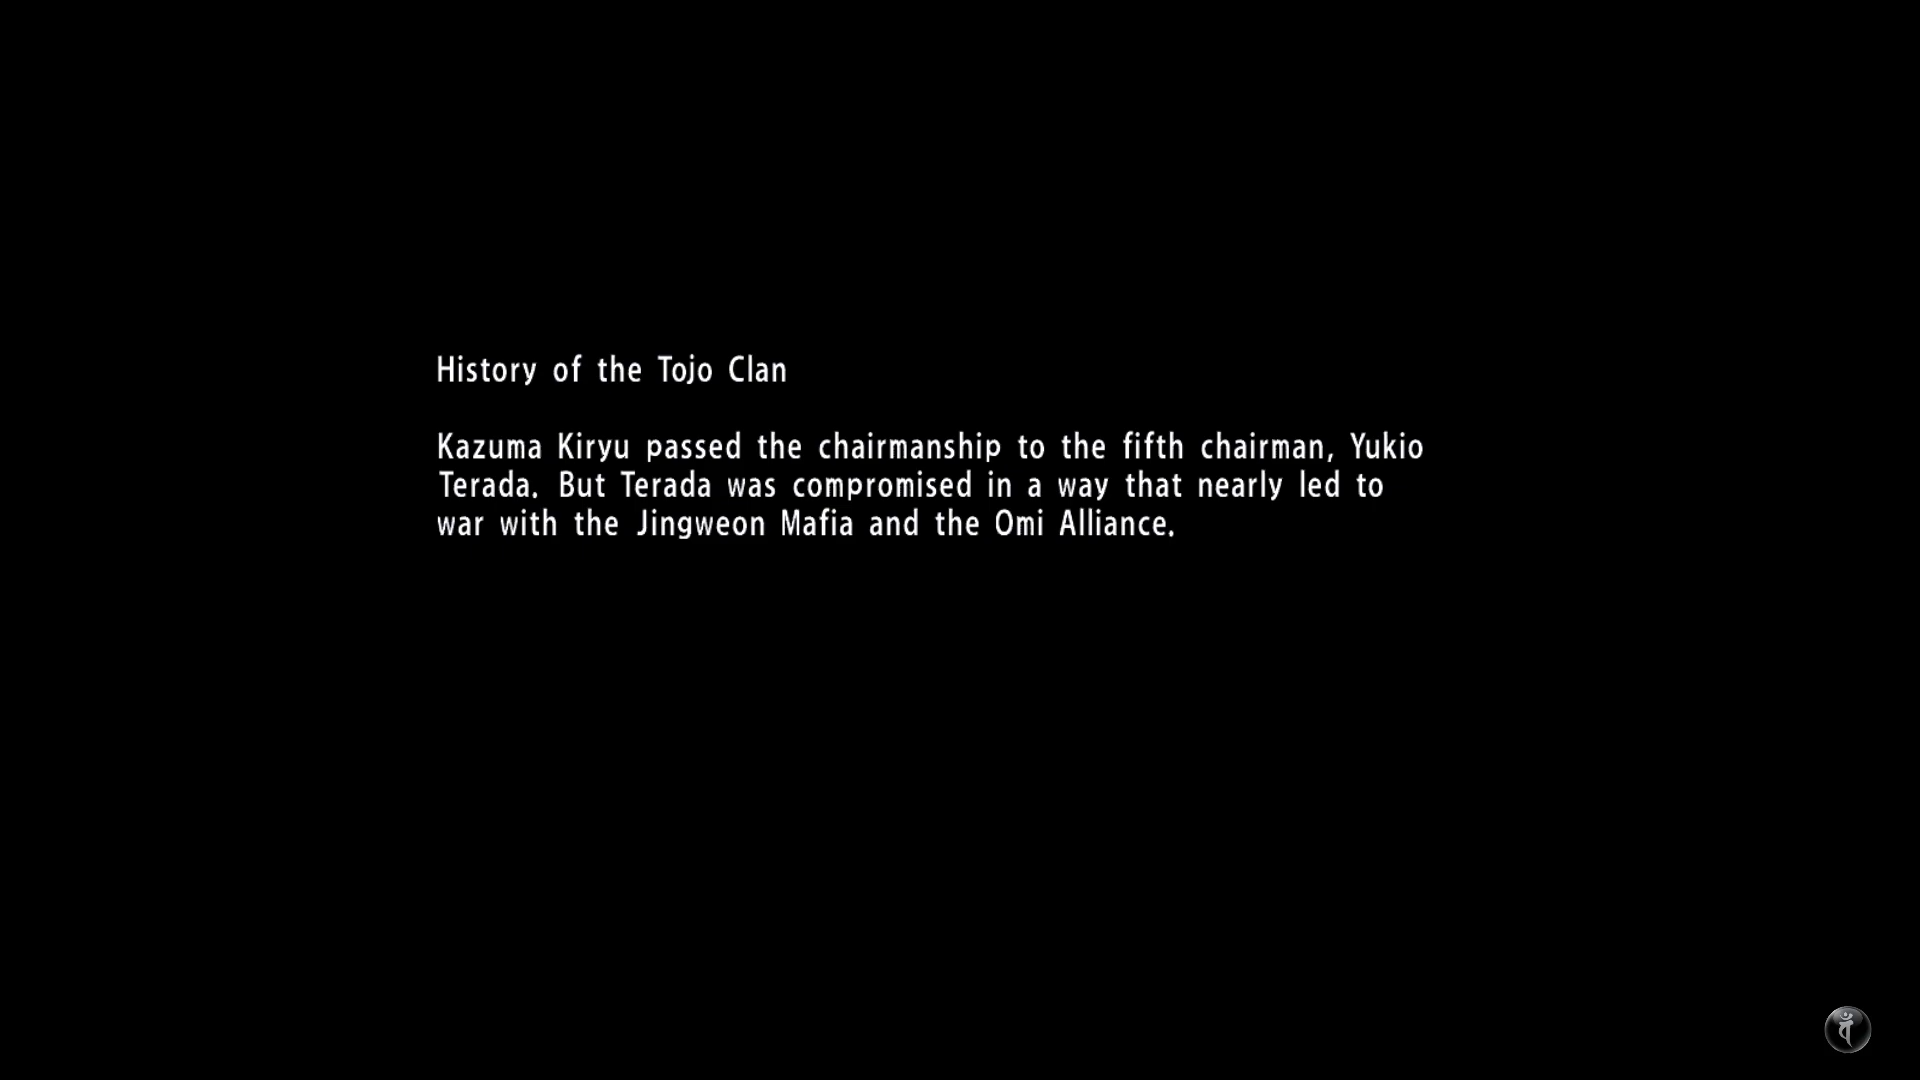 History of the Tojo Clan
Kazuma Kiryu passed the chairmanship to the fifth chairman, Yukio
Terada. But Terada was compromised in a way that nearly led to
war with the Jingweon Mafia and the Omi Alliance.